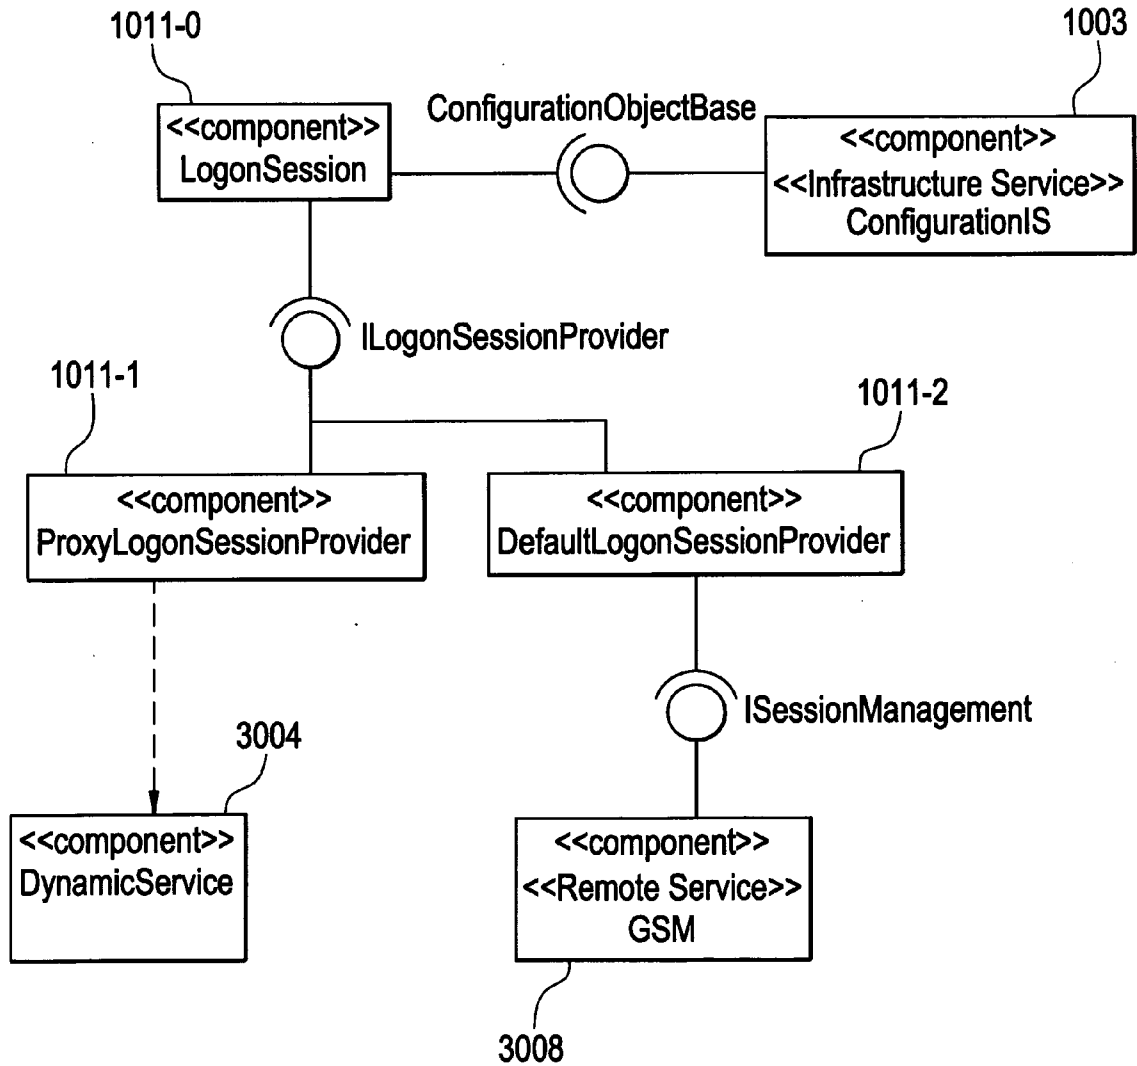 1011-0
1003
<<component>>
LogonSession
ConfigurationObjectBase
<<component>>
<<Infrastructure Service>>
ConfigurationIS
ILogonSessionProvider
1011-1
1011-2
<<component>>
ProxyLogonSessionProvider
<<component>>
DefaultLogonSessionProvider
ISessionManagement
3004
<<component>>
DynamicService
<<component>>
<<Remote Service>>
GSM
3008